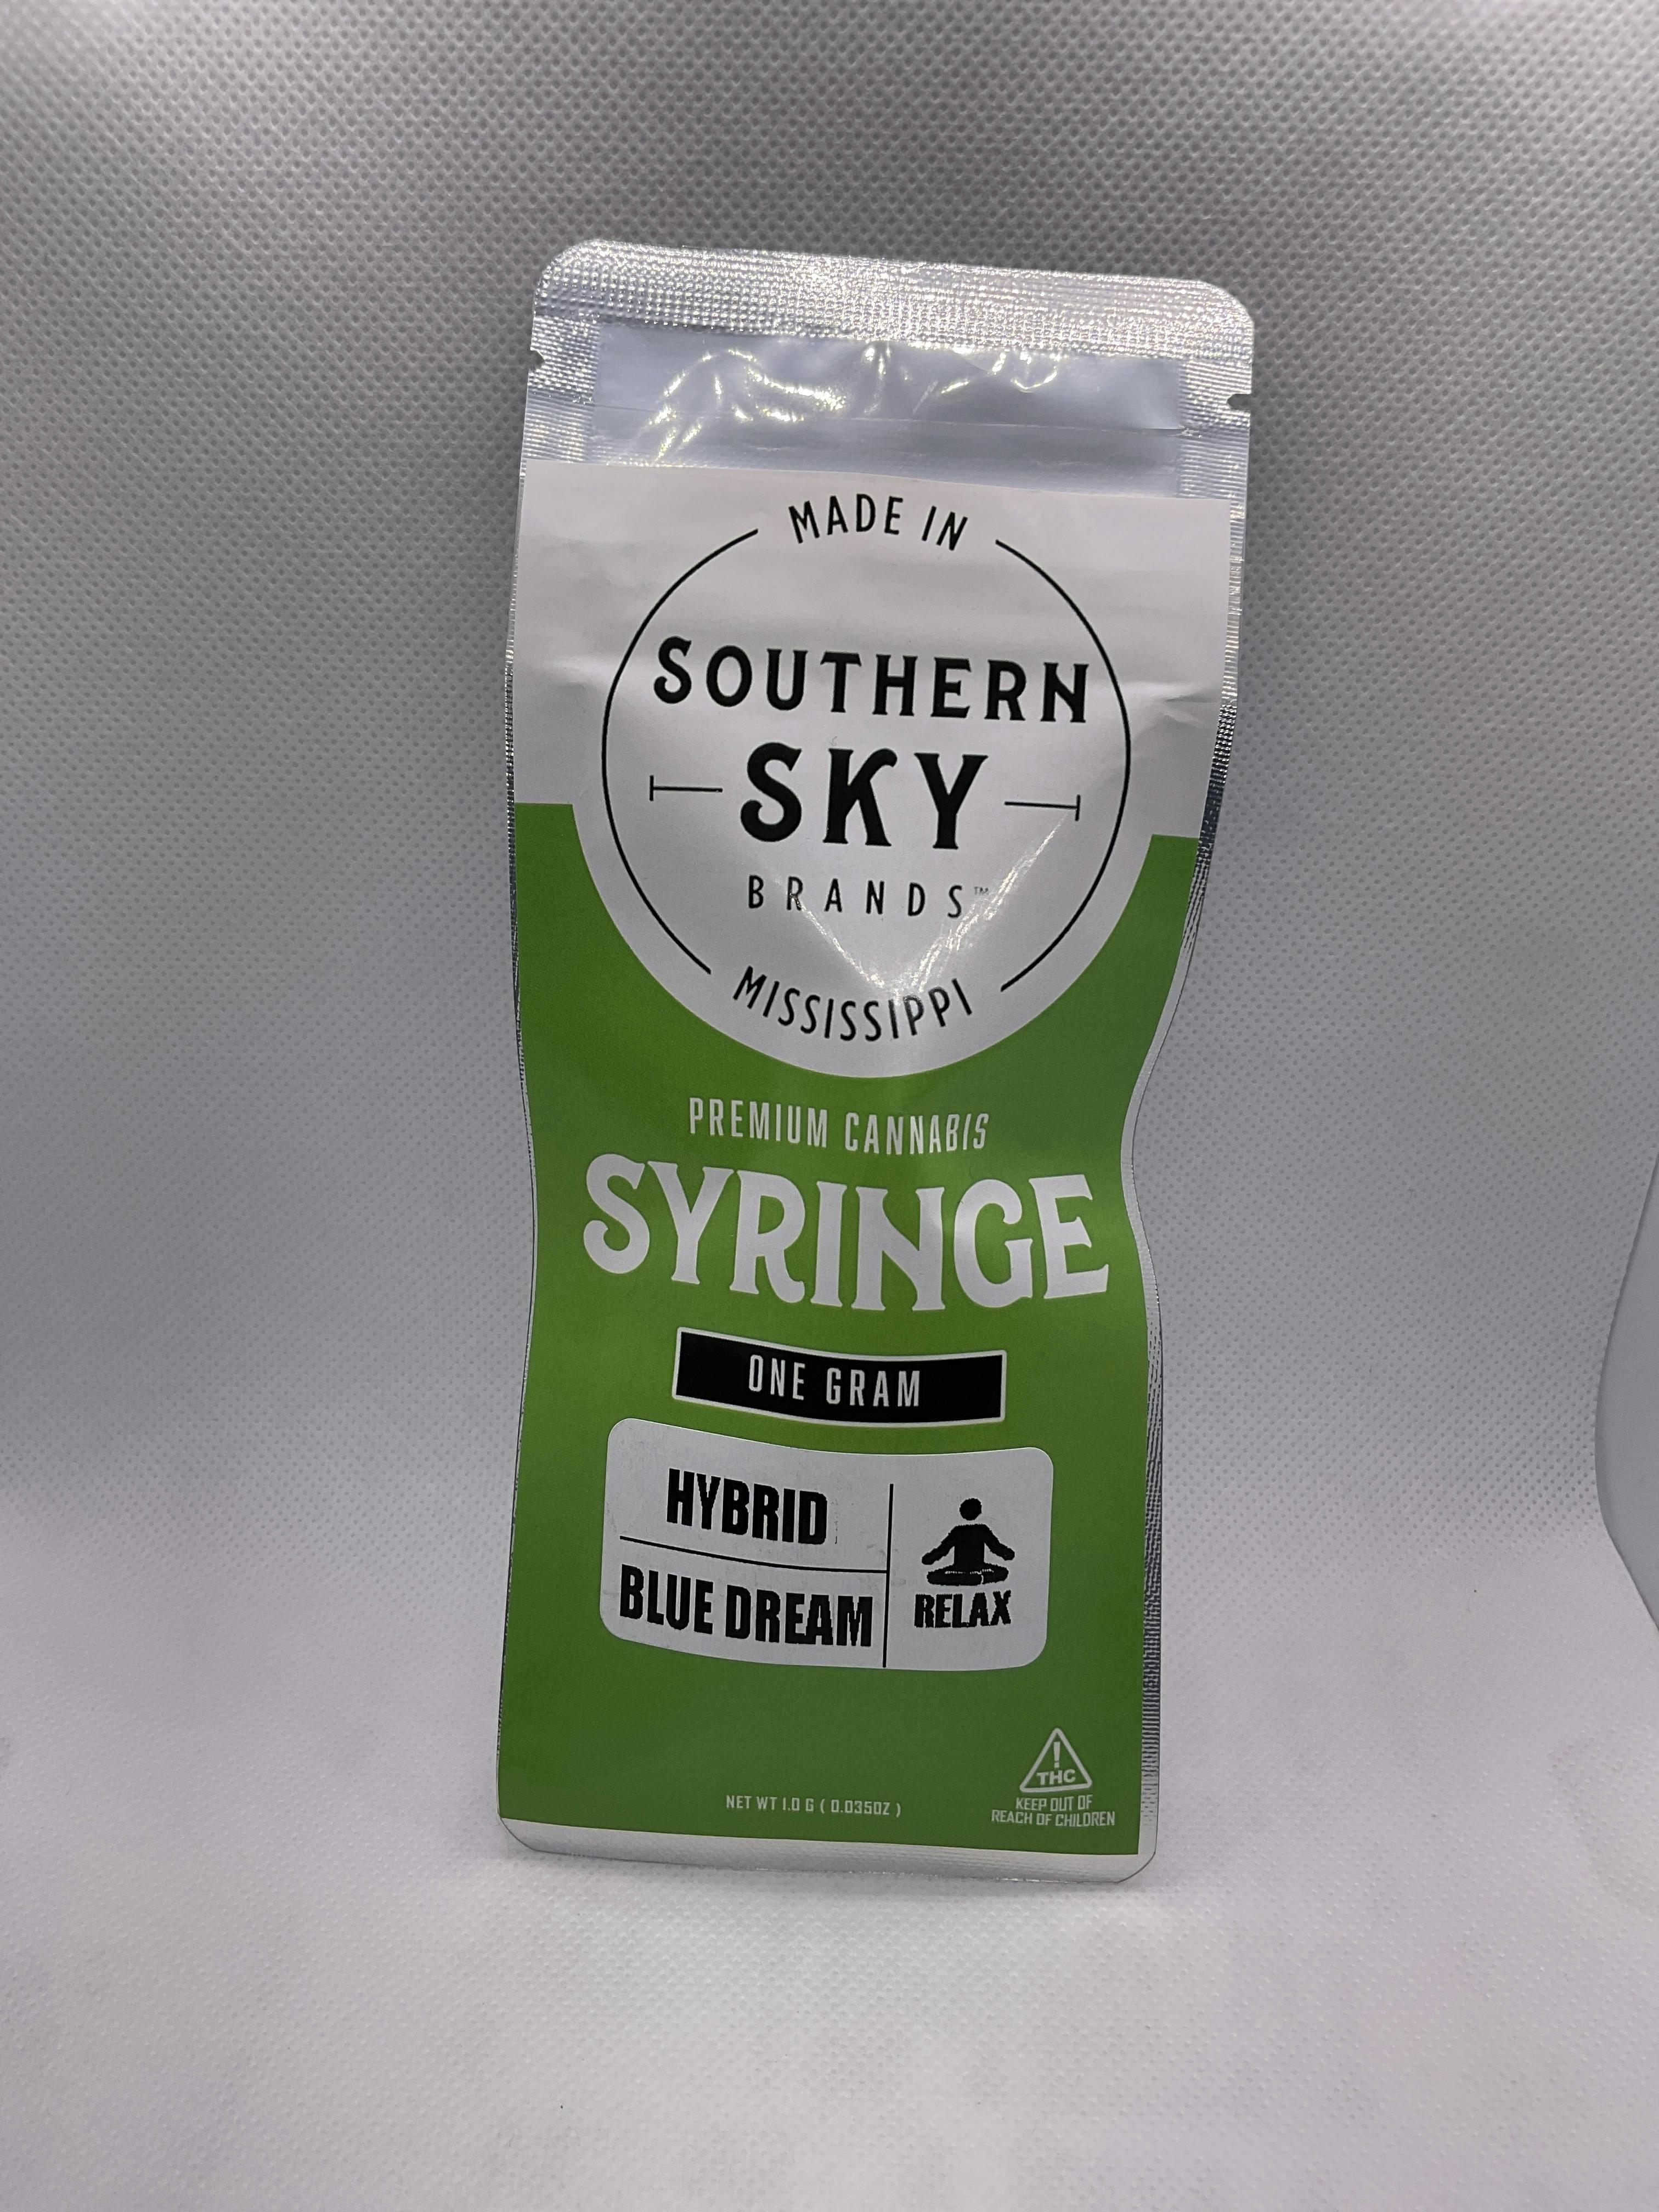 MADE IN
SOUTHERN
SKY
BRANDS™
MISSISSIPPI
PREMIUM CANNABIS
SYRINGE
ONE GRAM
HYBRID
BLUE DREAM
RELAX
!
THC
NET WT 1.0 G ( 0.035OZ )
KEEP OUT OF
REACH OF CHILDREN